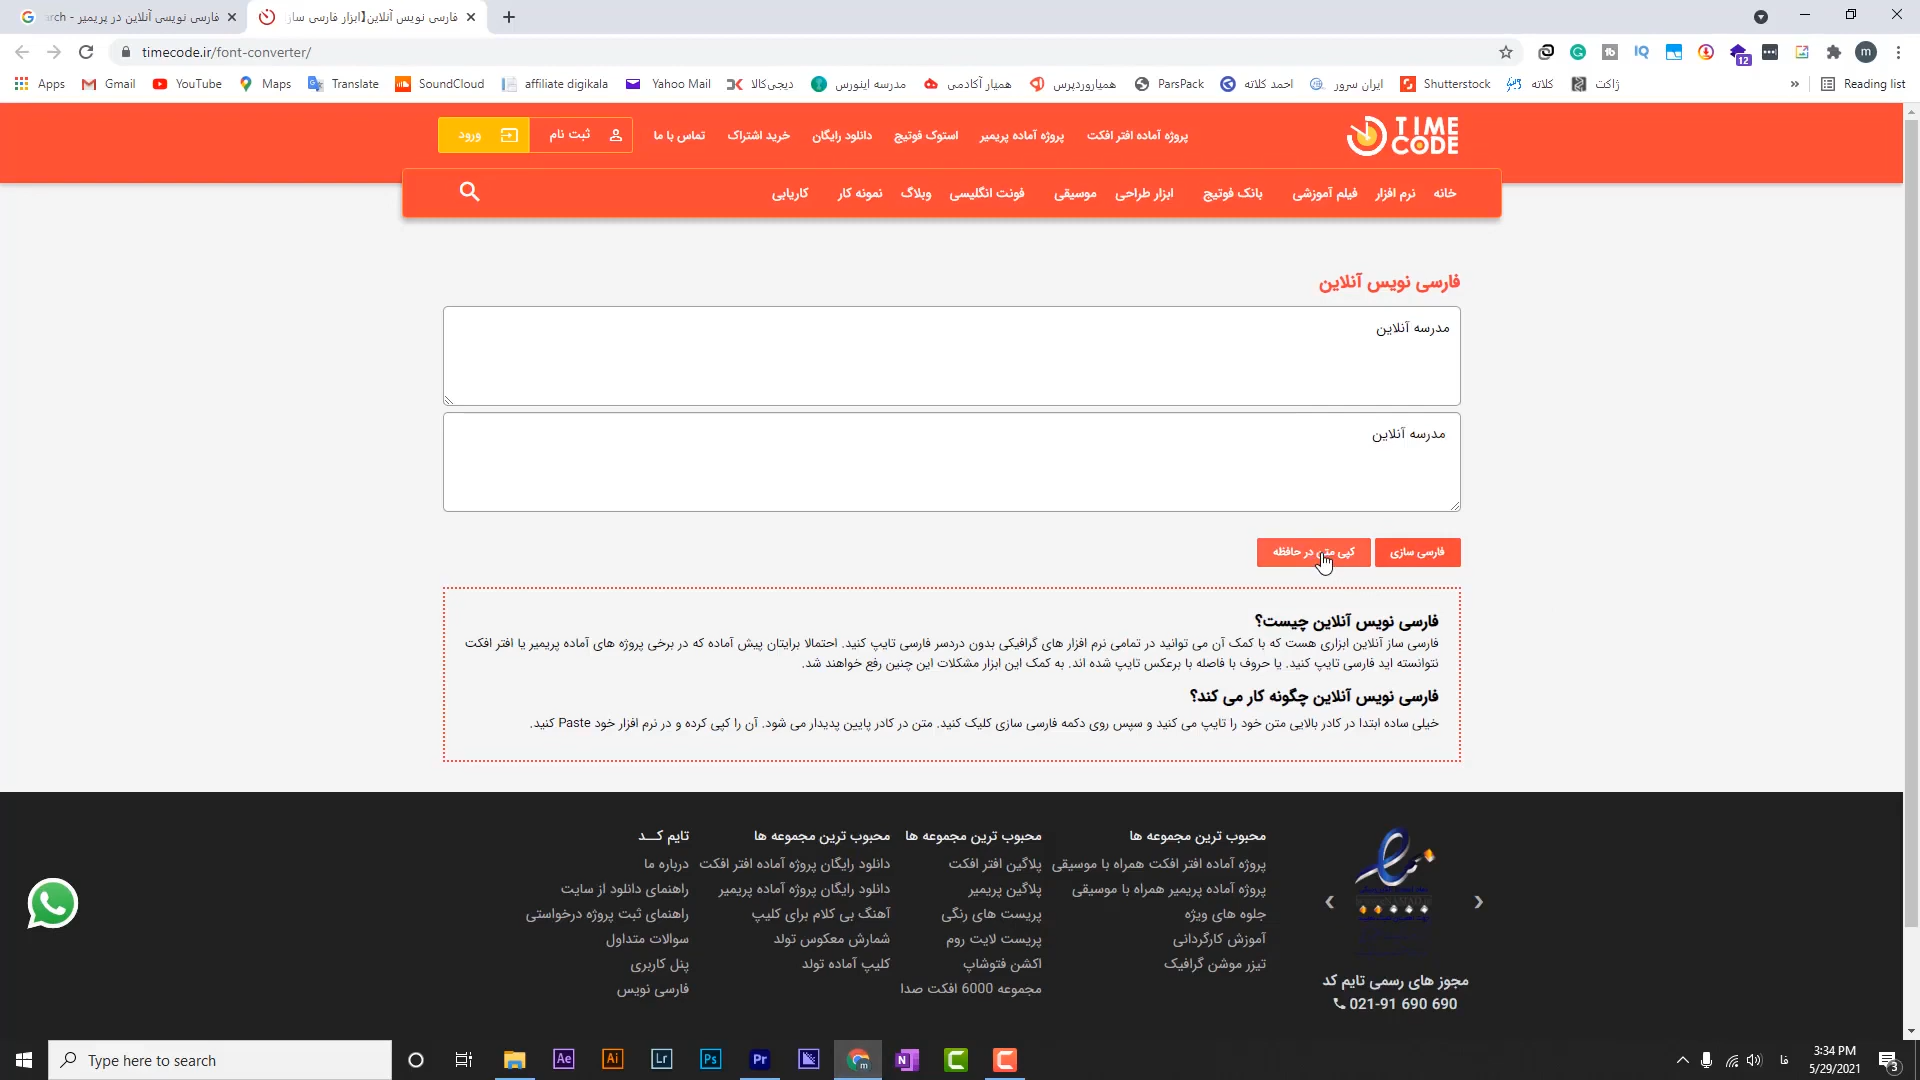 فارسی نویسی آنلاین در پریمیر - arch
فارسی نویس آنلاین【ابزار فارسی ساز
timecode.ir/font-converter/
Apps
Gmail
YouTube
Maps
Translate
SoundCloud
affiliate digikala
Yahoo Mail
دیجی‌کالا
مدرسه اینورس
همیار آکادمی
همیاروردپرس
ParsPack
احمد کلاته
ایران سرور
Shutterstock
کلاته
ژاکت
Reading list
TIME
CODE
پروژه آماده افتر افکت
پروژه آماده پریمیر
استوک فوتیج
دانلود رایگان
خرید اشتراک
تماس با ما
ثبت نام
ورود
خانه
نرم افزار
فیلم آموزشی
بانک فوتیج
ابزار طراحی
موسیقی
فونت انگلیسی
وبلاگ
نمونه کار
کاریابی
فارسی نویس آنلاین
مدرسه آنلاین
مدرسه آنلاین
فارسی سازی
کپی متن در حافظه
فارسی نویس آنلاین چیست؟
فارسی ساز آنلاین ابزاری هست که با کمک آن می توانید در تمامی نرم افزار های گرافیکی بدون دردسر فارسی تایپ کنید. احتمالا برایتان پیش آماده که در برخی پروژه های آماده پریمیر یا افتر افکت
نتوانسته اید فارسی تایپ کنید. یا حروف با فاصله با برعکس تایپ شده اند. به کمک این ابزار مشکلات این چنین رفع خواهند شد.
فارسی نویس آنلاین چگونه کار می کند؟
خیلی ساده ابتدا در کادر بالایی متن خود را تایپ می کنید و سپس روی دکمه فارسی سازی کلیک کنید. متن در کادر پایین پدیدار می شود. آن را کپی کرده و در نرم افزار خود Paste کنید.
مجوز های رسمی تایم کد
021-91 690 690
محبوب ترین مجموعه ها
پروژه آماده افتر افکت همراه با موسیقی
پروژه آماده پریمیر همراه با موسیقی
جلوه های ویژه
آموزش کارگردانی
تیزر موشن گرافیک
محبوب ترین مجموعه ها
پلاگین افتر افکت
پلاگین پریمیر
پریست های رنگی
پریست لایت روم
اکشن فتوشاپ
مجموعه 6000 افکت صدا
محبوب ترین مجموعه ها
دانلود رایگان پروژه آماده افتر افکت
دانلود رایگان پروژه آماده پریمیر
آهنگ بی کلام برای کلیپ
شمارش معکوس تولد
کلیپ آماده تولد
تایم کــد
درباره ما
راهنمای دانلود از سایت
راهنمای ثبت پروژه درخواستی
سوالات متداول
پنل کاربری
فارسی نویس
Type here to search
فا
3:34 PM
5/29/2021